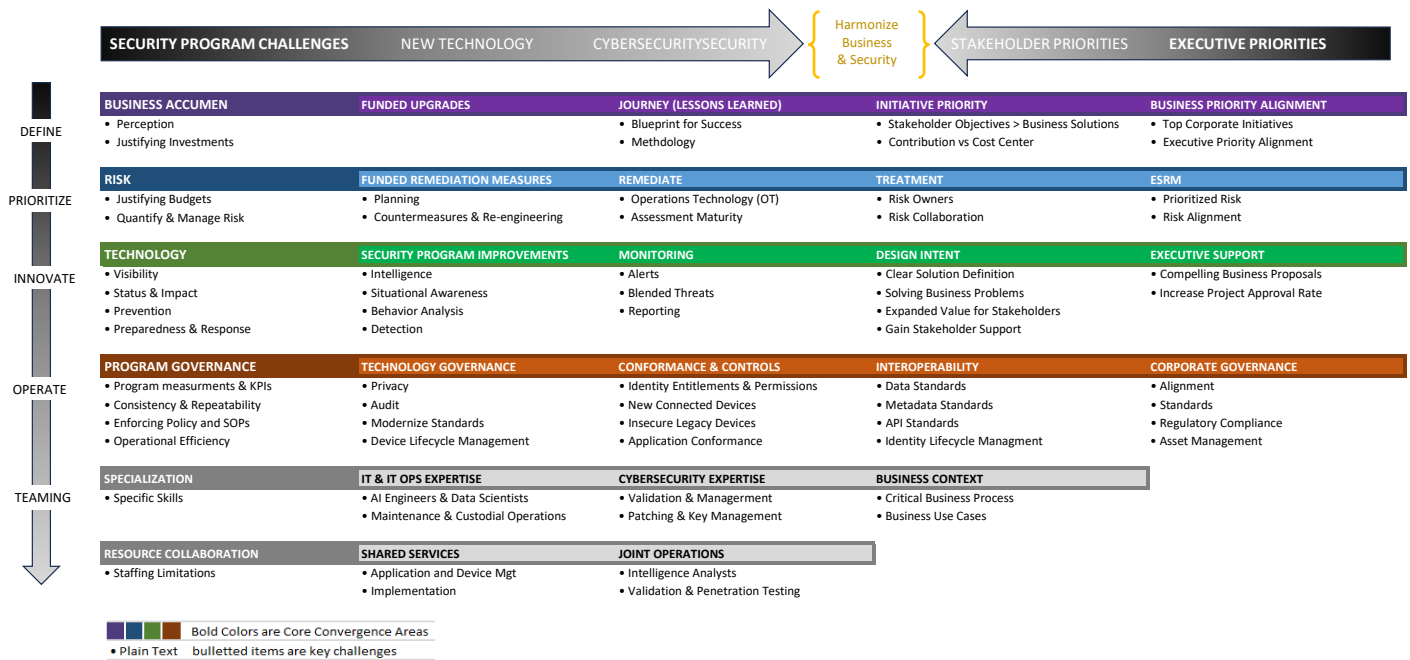 SECURITY PROGRAM CHALLENGES NEW TECHNOLOGY CYBERSECURITYSECURITY
Harmonize
Business
& Security
STAKEHOLDER PRIORITIES EXECUTIVE PRIORITIES
DEFINE
BUSINESS ACCUMEN FUNDED UPGRADES JOURNEY (LESSONS LEARNED) INITIATIVE PRIORITY BUSINESS PRIORITY ALIGNMENT
• Perception • Blueprint for Success • Stakeholder Objectives > Business Solutions • Top Corporate Initiatives
• Justifying Investments • Methdology • Contribution vs Cost Center • Executive Priority Alignment
PRIORITIZE
RISK FUNDED REMEDIATION MEASURES REMEDIATE TREATMENT ESRM
• Justifying Budgets • Planning • Operations Technology (OT) • Risk Owners • Prioritized Risk
• Quantify & Manage Risk • Countermeasures & Re-engineering • Assessment Maturity • Risk Collaboration • Risk Alignment
INNOVATE
TECHNOLOGY SECURITY PROGRAM IMPROVEMENTS MONITORING DESIGN INTENT EXECUTIVE SUPPORT
• Visibility • Intelligence • Alerts • Clear Solution Definition • Compelling Business Proposals
• Status & Impact • Situational Awareness • Blended Threats • Solving Business Problems • Increase Project Approval Rate
• Prevention • Behavior Analysis • Reporting • Expanded Value for Stakeholders
• Preparedness & Response • Detection • Gain Stakeholder Support
OPERATE
PROGRAM GOVERNANCE TECHNOLOGY GOVERNANCE CONFORMANCE & CONTROLS INTEROPERABILITY CORPORATE GOVERNANCE
• Program measurments & KPIs • Privacy • Identity Entitlements & Permissions • Data Standards • Alignment
• Consistency & Repeatability • Audit • New Connected Devices • Metadata Standards • Standards
• Enforcing Policy and SOPs • Modernize Standards • Insecure Legacy Devices • API Standards • Regulatory Compliance
• Operational Efficiency • Device Lifecycle Management • Application Conformance • Identity Lifecycle Managment • Asset Management
TEAMING
SPECIALIZATION IT & IT OPS EXPERTISE CYBERSECURITY EXPERTISE BUSINESS CONTEXT
• Specific Skills • AI Engineers & Data Scientists • Validation & Managerment • Critical Business Process
• Maintenance & Custodial Operations • Patching & Key Management • Business Use Cases
RESOURCE COLLABORATION SHARED SERVICES JOINT OPERATIONS
• Staffing Limitations • Application and Device Mgt • Intelligence Analysts
• Implementation • Validation & Penetration Testing
Bold Colors are Core Convergence Areas
• Plain Text bulletted items are key challenges